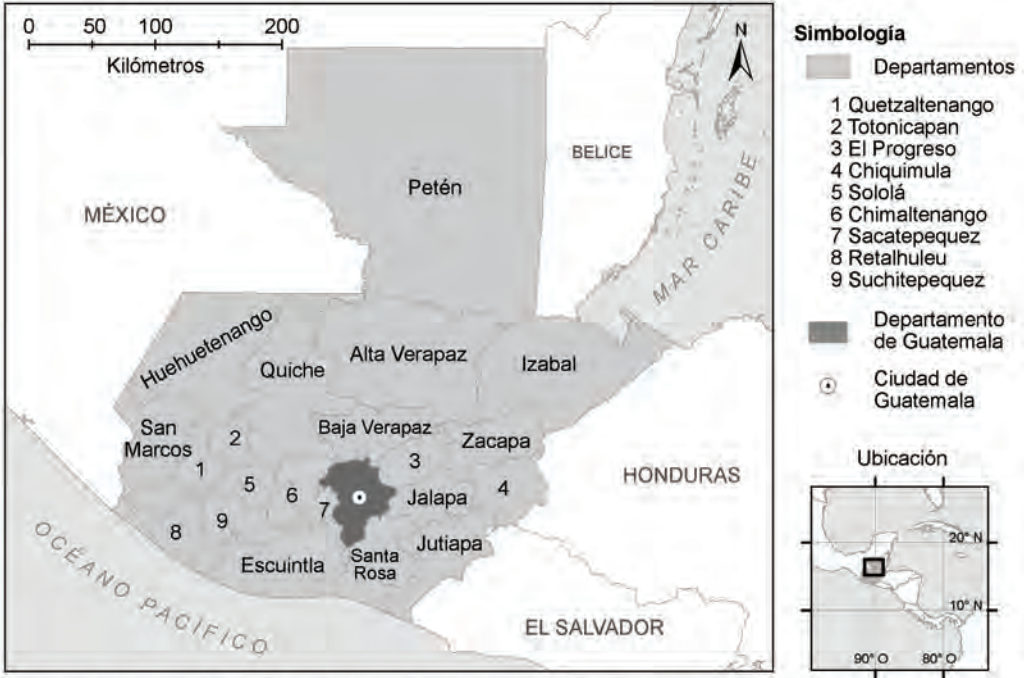 0 50 100 200
Kilómetros
N
BELICE
Petén
MÉXICO
MAR CARIBE
Huehuetenango
Quiche
Alta Verapaz
Izabal
San
Marcos
Baja Verapaz
Zacapa
2
1
3
HONDURAS
5
6
7
Jalapa
4
8
9
Escuintla
Santa
Rosa
Jutiapa
OCÉANO PACÍFICO
EL SALVADOR
Simbología
Departamentos
1 Quetzaltenango
2 Totonicapan
3 El Progreso
4 Chiquimula
5 Sololá
6 Chimaltenango
7 Sacatepequez
8 Retalhuleu
9 Suchitepequez
Departamento
de Guatemala
Ciudad de
Guatemala
Ubicación
20° N
10° N
90° O 80° O